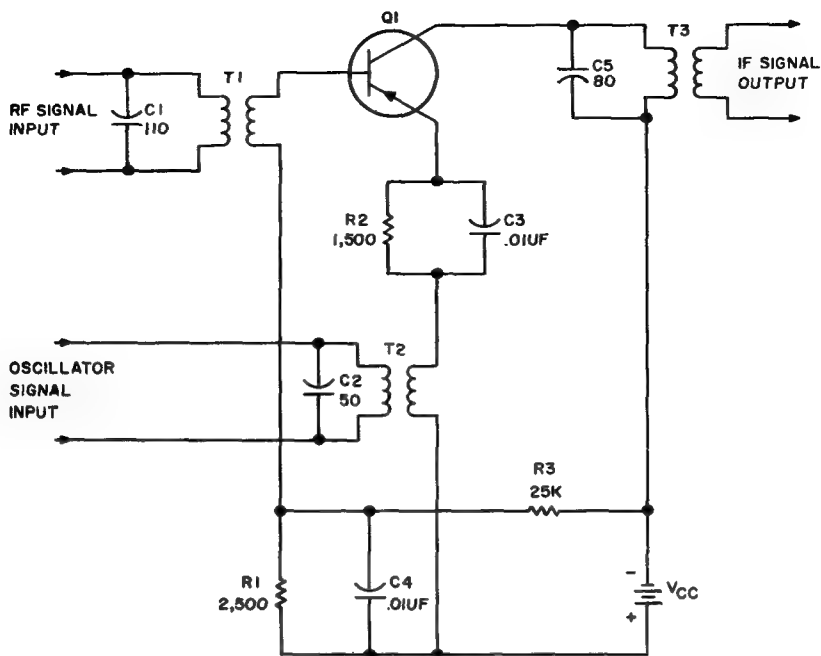 Q1
T1
C1
110
RF SIGNAL
INPUT
C5
80
T3
IF SIGNAL
OUTPUT
R2
1,500
C3
.01UF
OSCILLATOR
SIGNAL
INPUT
C2
50
T2
R3
25K
R1
2,500
C4
.01UF
-
+
VCC